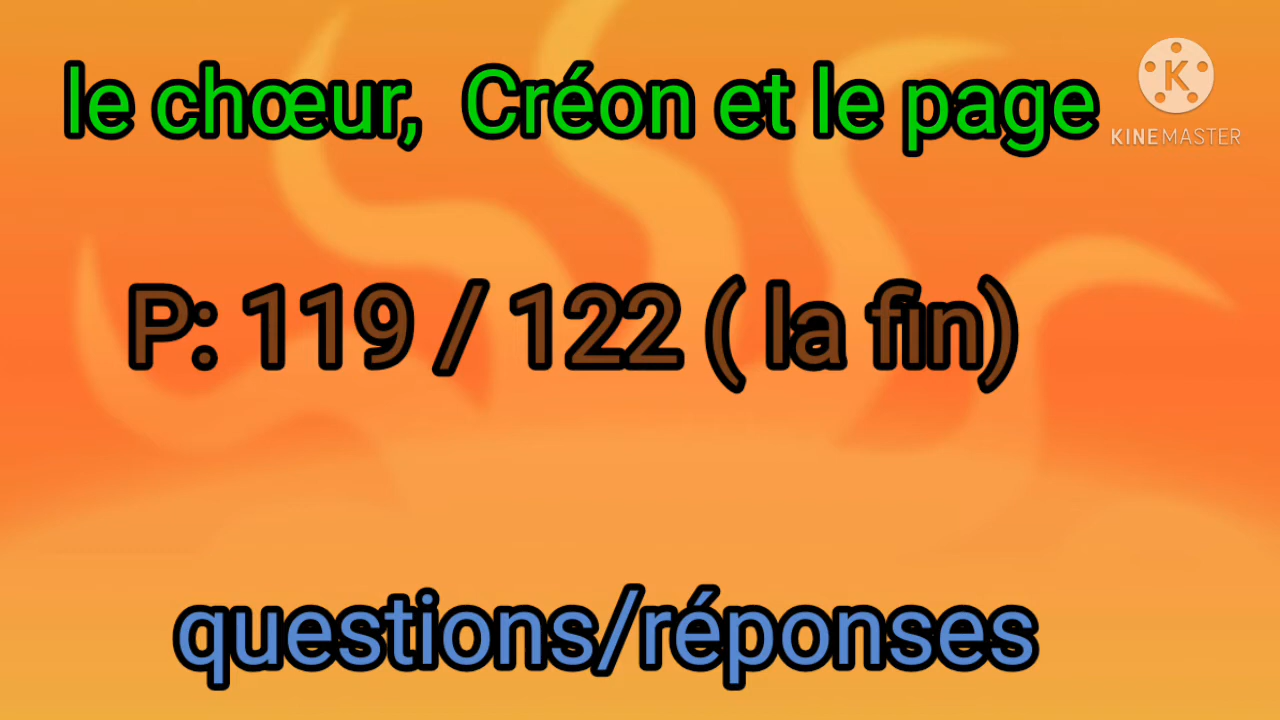 le chœur, Créon et le page
K
KINEMASTER
P: 119 / 122 ( la fin)
questions/réponses